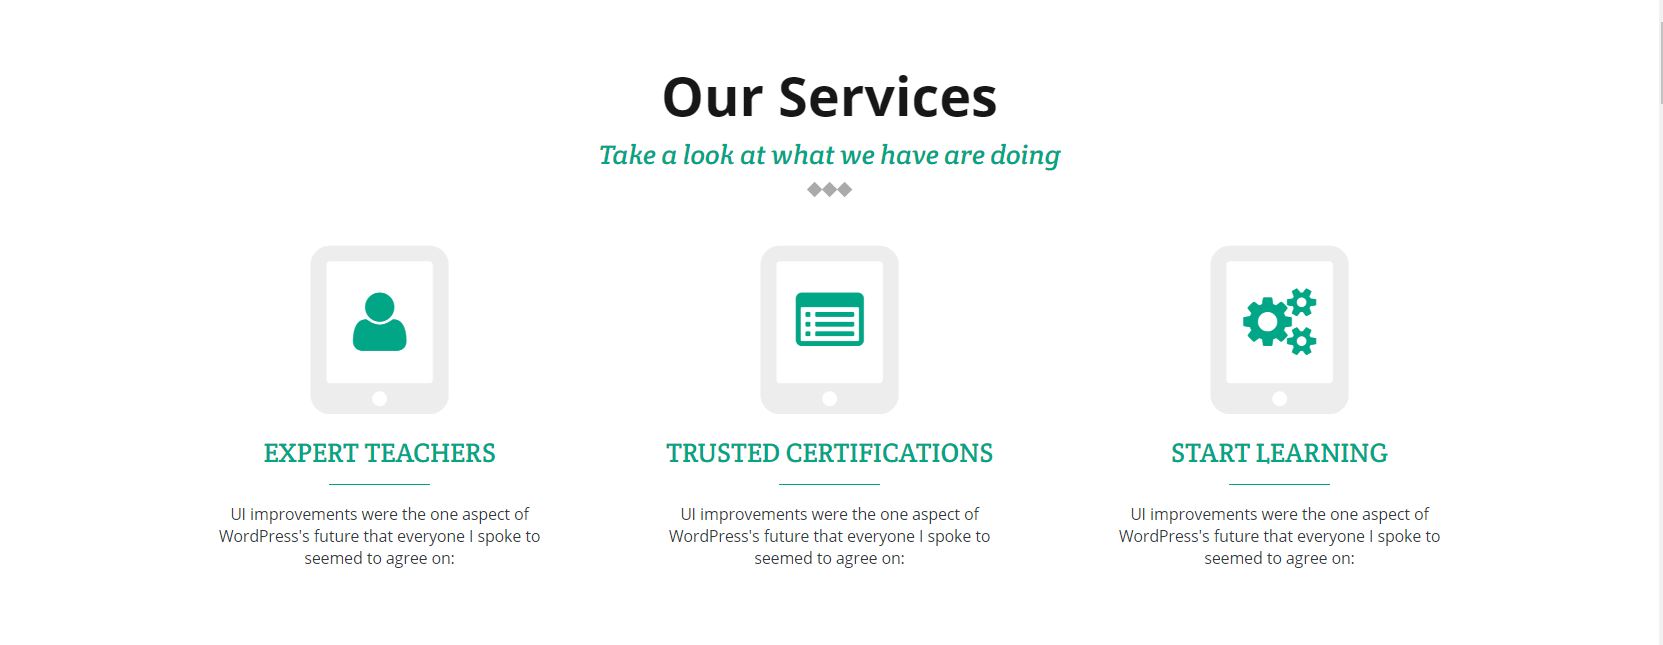 Our Services
Take a look at what we have are doing
EXPERT TEACHERS
UI improvements were the one aspect of
WordPress's future that everyone I spoke to
seemed to agree on:
TRUSTED CERTIFICATIONS
UI improvements were the one aspect of
WordPress's future that everyone I spoke to
seemed to agree on:
START LEARNING
UI improvements were the one aspect of
WordPress's future that everyone I spoke to
seemed to agree on: